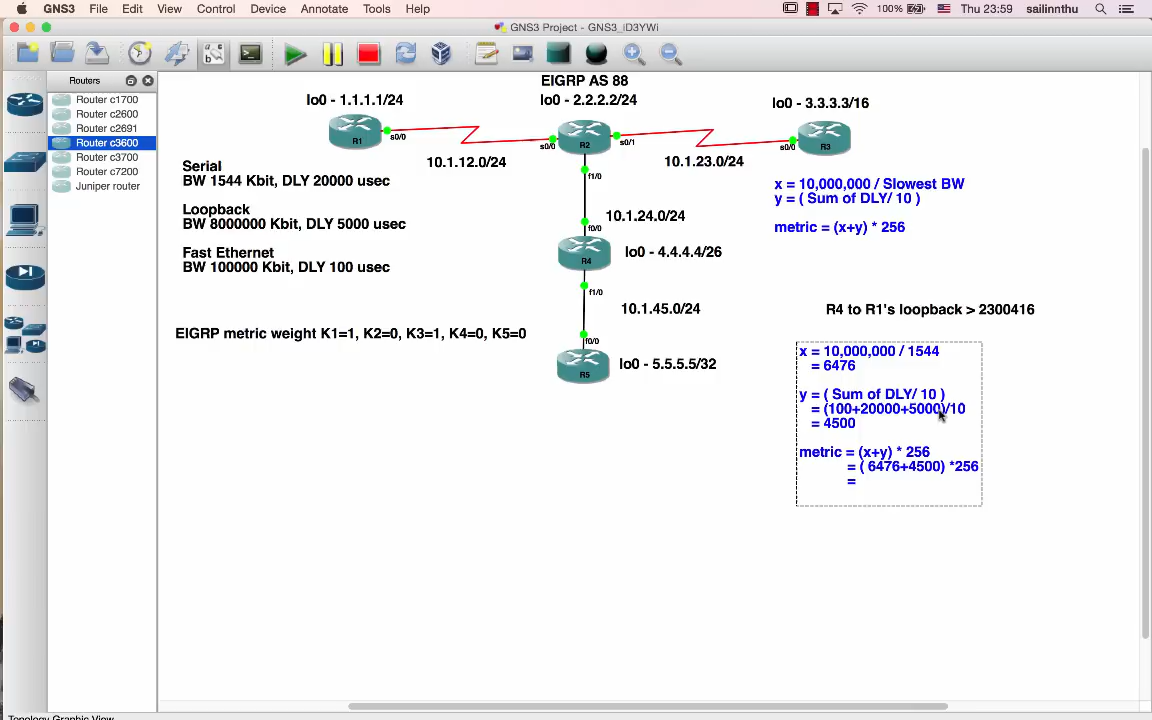 GNS3 File Edit View Control Device Annotate Tools Help 100% Thu 23:59 sailinnthu
GNS3 Project - GNS3_iD3YWi
Routers
Router c1700
Router c2600
Router c2691
Router c3600
Router c3700
Router c7200
Juniper router
EIGRP AS 88
lo0 - 1.1.1.1/24
lo0 - 2.2.2.2/24
lo0 - 3.3.3.3/16
R1
s0/0
s0/0
R2
s0/1
s0/0
R3
10.1.12.0/24
10.1.23.0/24
f1/0
Serial
BW 1544 Kbit, DLY 20000 usec
Loopback
BW 8000000 Kbit, DLY 5000 usec
Fast Ethernet
BW 100000 Kbit, DLY 100 usec
x = 10,000,000 / Slowest BW
y = ( Sum of DLY/ 10 )
metric = (x+y) * 256
10.1.24.0/24
f0/0
R4
lo0 - 4.4.4.4/26
f1/0
10.1.45.0/24
R4 to R1's loopback > 2300416
EIGRP metric weight K1=1, K2=0, K3=1, K4=0, K5=0
f0/0
R5
lo0 - 5.5.5.5/32
x = 10,000,000 / 1544
= 6476
y = ( Sum of DLY/ 10 )
= (100+20000+5000)/10
= 4500
metric = (x+y) * 256
= ( 6476+4500) *256
=
Topology Graphic View